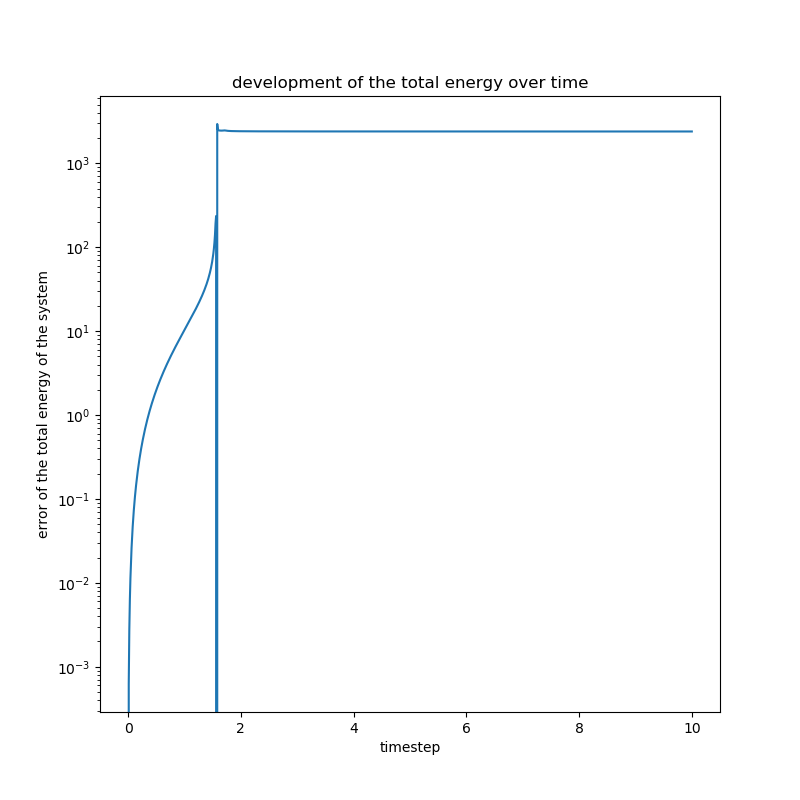 development of the total energy over time
error of the total energy of the system
10³
10²
10¹
10⁰
10⁻¹
10⁻²
10⁻³
0 2 4 6 8 10
timestep